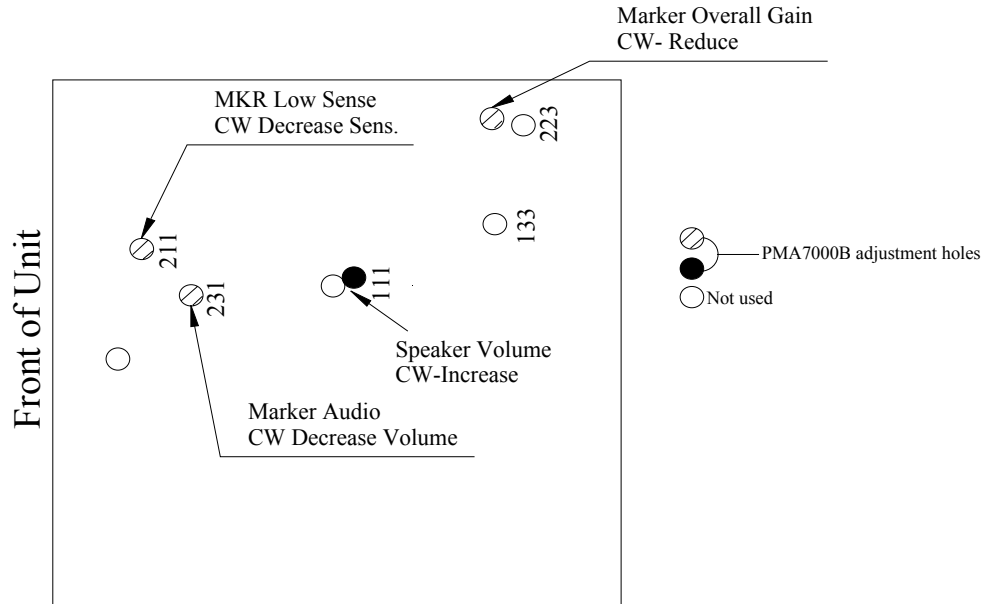 Marker Overall Gain
CW- Reduce
MKR Low Sense
CW Decrease Sens.
223
133
211
231
111
Front of Unit
PMA7000B adjustment holes
Not used
Speaker Volume
CW-Increase
Marker Audio
CW Decrease Volume